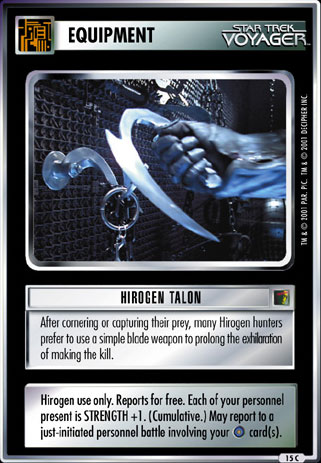 EQUIPMENT
STAR TREK
VOYAGER™
TM & © 2001 PAR. PIC. TM & © 2001 DECIPHER INC.
HIROGEN TALON
After cornering or capturing their prey, many Hirogen hunters
prefer to use a simple blade weapon to prolong the exhilaration
of making the kill.
Hirogen use only. Reports for free. Each of your personnel
present is STRENGTH +1. (Cumulative.) May report to a
just-initiated personnel battle involving your card(s).
15 C